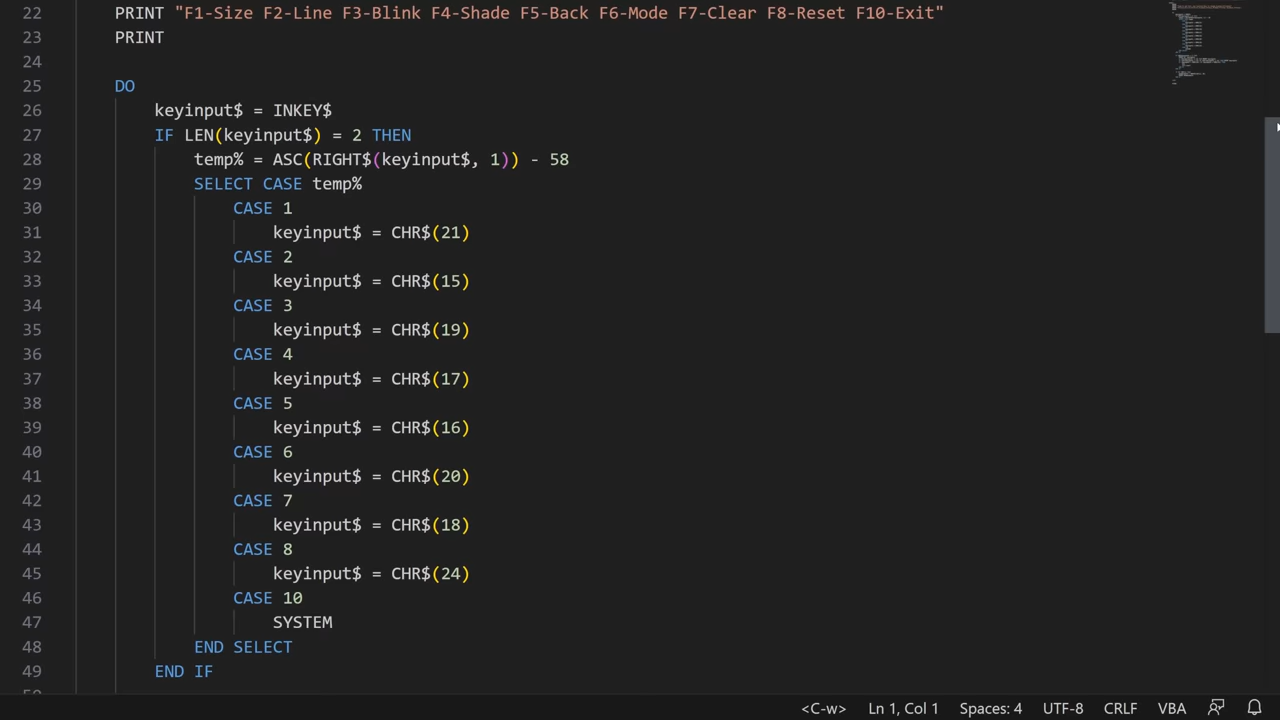 22 PRINT "F1-Size F2-Line F3-Blink F4-Shade F5-Back F6-Mode F7-Clear F8-Reset F10-Exit"
23 PRINT
24
25 DO
26 keyinput$ = INKEY$
27 IF LEN(keyinput$) = 2 THEN
28 temp% = ASC(RIGHT$(keyinput$, 1)) - 58
29 SELECT CASE temp%
30 CASE 1
31 keyinput$ = CHR$(21)
32 CASE 2
33 keyinput$ = CHR$(15)
34 CASE 3
35 keyinput$ = CHR$(19)
36 CASE 4
37 keyinput$ = CHR$(17)
38 CASE 5
39 keyinput$ = CHR$(16)
40 CASE 6
41 keyinput$ = CHR$(20)
42 CASE 7
43 keyinput$ = CHR$(18)
44 CASE 8
45 keyinput$ = CHR$(24)
46 CASE 10
47 SYSTEM
48 END SELECT
49 END IF
<C-w> Ln 1, Col 1 Spaces: 4 UTF-8 CRLF VBA